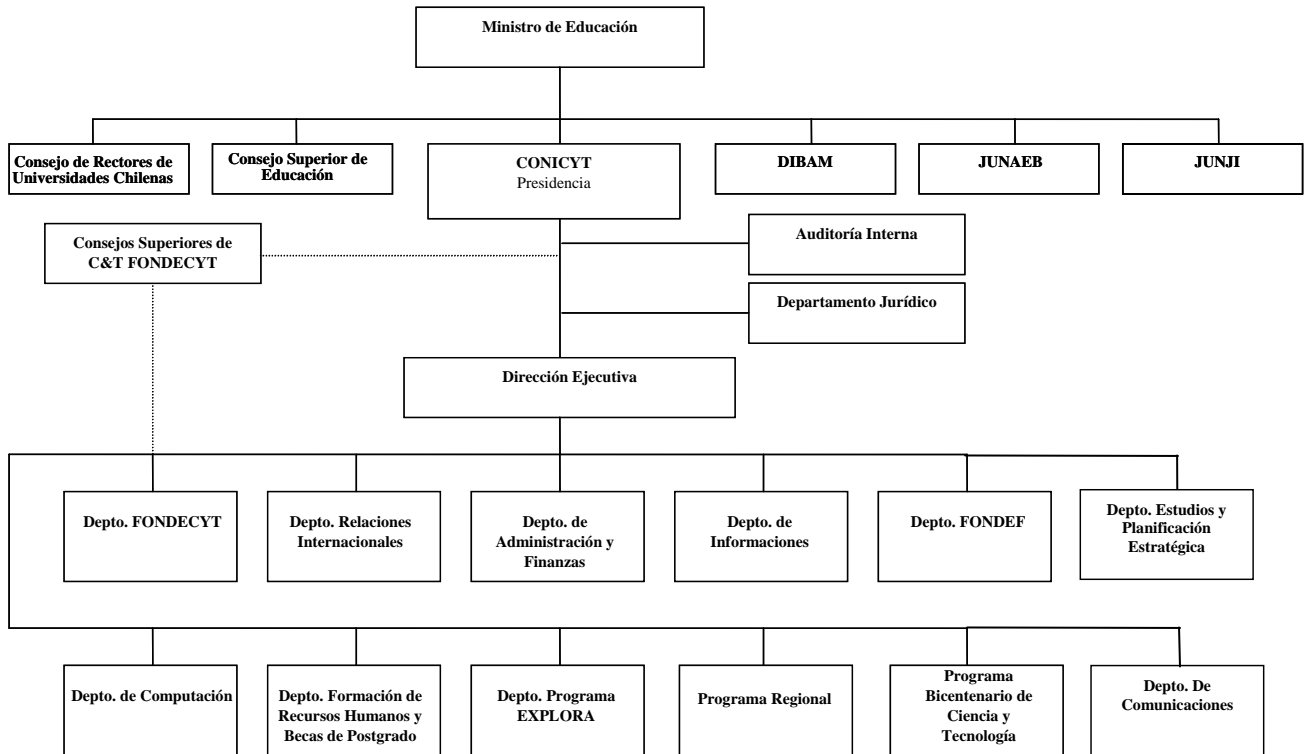 Ministro de Educación
Consejo de Rectores de
Universidades Chilenas
Consejo Superior de
Educación
CONICYT
Presidencia
DIBAM
JUNAEB
JUNJI
Consejos Superiores de
C&T FONDECYT
Auditoría Interna
Departamento Jurídico
Dirección Ejecutiva
Depto. FONDECYT
Depto. Relaciones
Internacionales
Depto. de
Administración y
Finanzas
Depto. de
Informaciones
Depto. FONDEF
Depto. Estudios y
Planificación
Estratégica
Depto. de Computación
Depto. Formación de
Recursos Humanos y
Becas de Postgrado
Depto. Programa
EXPLORA
Programa Regional
Programa
Bicentenario de
Ciencia y
Tecnología
Depto. De
Comunicaciones